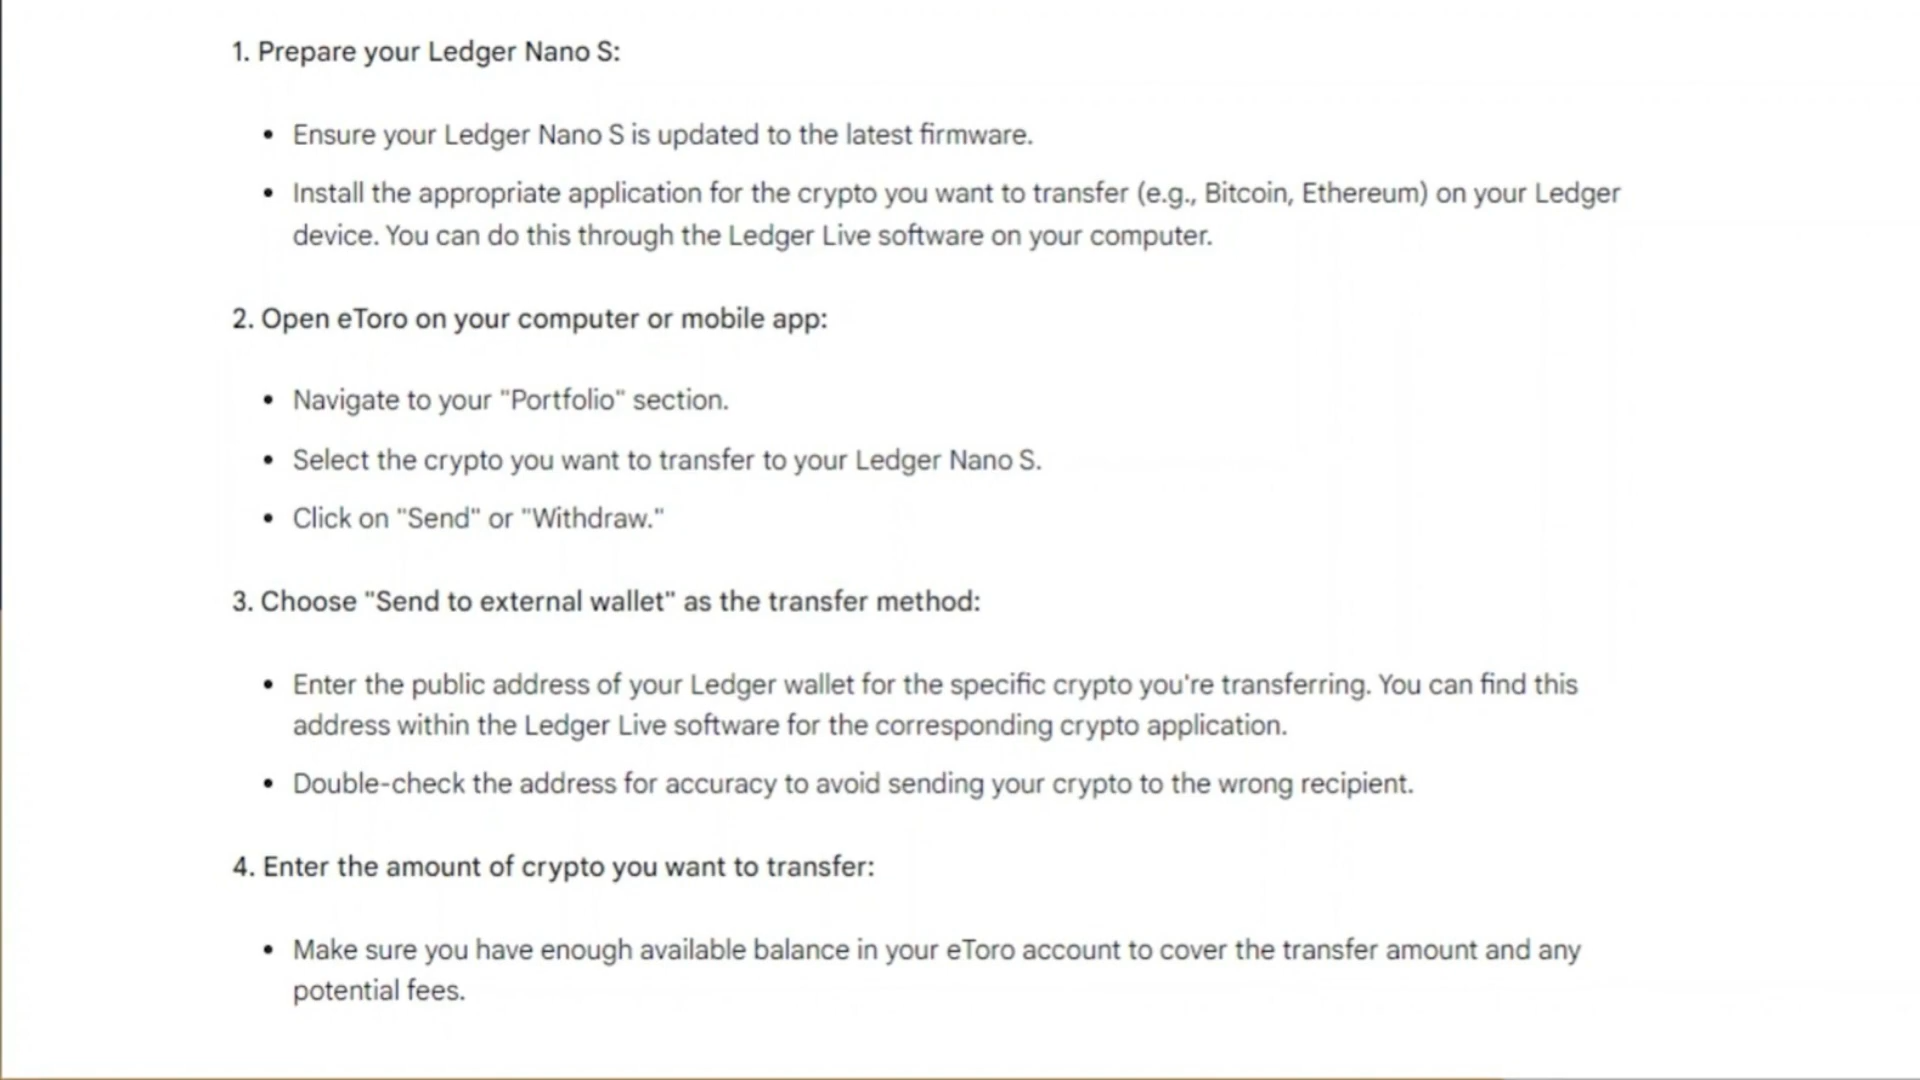 1. Prepare your Ledger Nano S:
• Ensure your Ledger Nano S is updated to the latest firmware.
• Install the appropriate application for the crypto you want to transfer (e.g., Bitcoin, Ethereum) on your Ledger
device. You can do this through the Ledger Live software on your computer.
2. Open eToro on your computer or mobile app:
• Navigate to your "Portfolio" section.
• Select the crypto you want to transfer to your Ledger Nano S.
• Click on "Send" or "Withdraw."
3. Choose "Send to external wallet" as the transfer method:
• Enter the public address of your Ledger wallet for the specific crypto you're transferring. You can find this
address within the Ledger Live software for the corresponding crypto application.
• Double-check the address for accuracy to avoid sending your crypto to the wrong recipient.
4. Enter the amount of crypto you want to transfer:
• Make sure you have enough available balance in your eToro account to cover the transfer amount and any
potential fees.